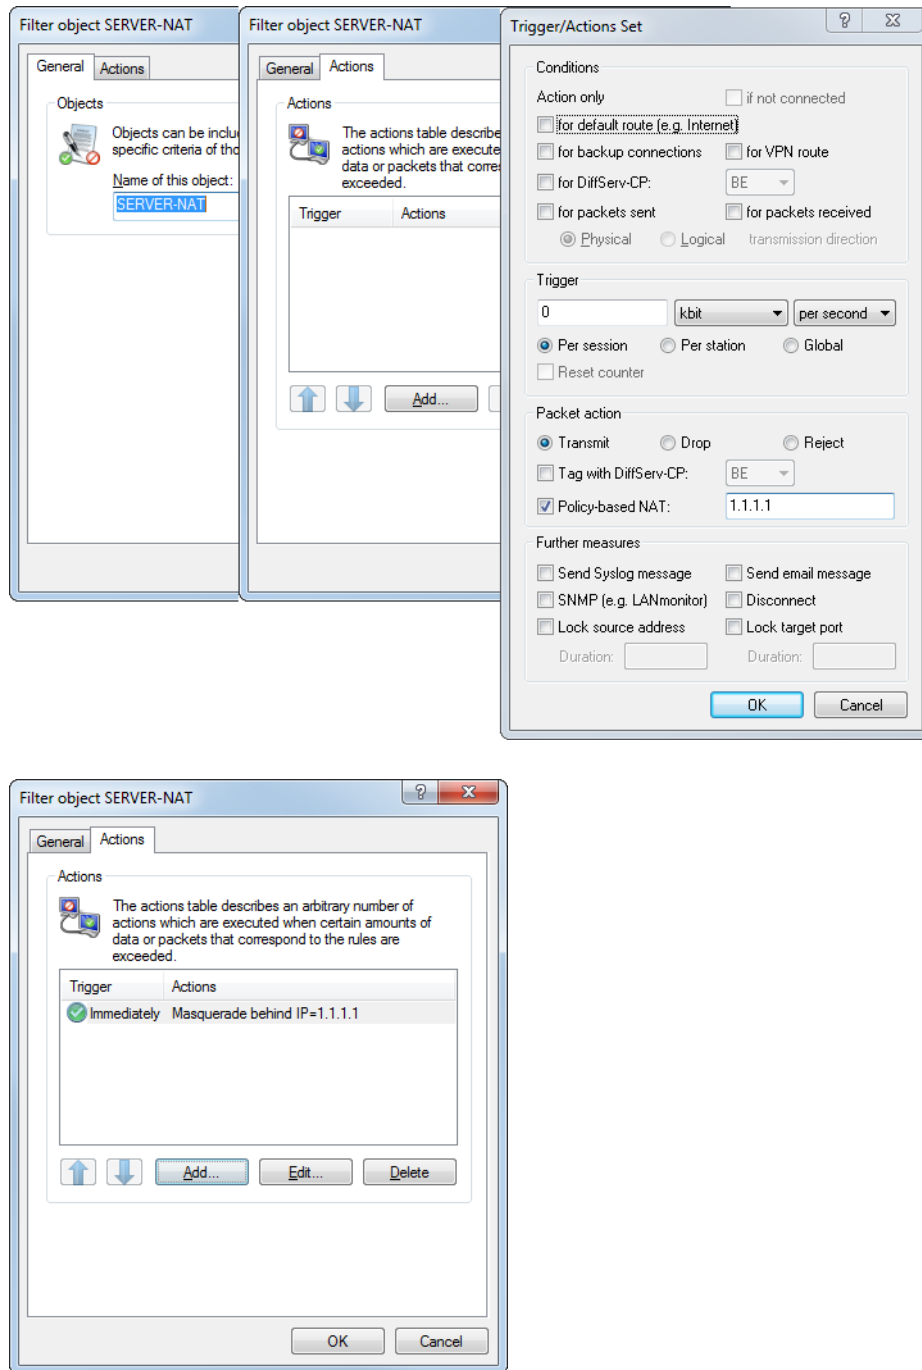 Filter object SERVER-NAT
General Actions
Objects
Objects can be inclu
specific criteria of tho
Name of this object:
SERVER-NAT
Filter object SERVER-NAT
General Actions
Actions
The actions table describe
actions which are execute
data or packets that corre
exceeded.
Trigger Actions
Add...
Trigger/Actions Set
Conditions
Action only if not connected
for default route (e.g. Internet)
for backup connections for VPN route
for DiffServ-CP: BE
for packets sent for packets received
Physical Logical transmission direction
Trigger
0 kbit per second
Per session Per station Global
Reset counter
Packet action
Transmit Drop Reject
Tag with DiffServ-CP: BE
Policy-based NAT: 1.1.1.1
Further measures
Send Syslog message Send email message
SNMP (e.g. LANmonitor) Disconnect
Lock source address Lock target port
Duration: Duration:
OK Cancel
Filter object SERVER-NAT
General Actions
Actions
The actions table describes an arbitrary number of
actions which are executed when certain amounts of
data or packets that correspond to the rules are
exceeded.
Trigger Actions
Immediately Masquerade behind IP=1.1.1.1
Add... Edit... Delete
OK Cancel